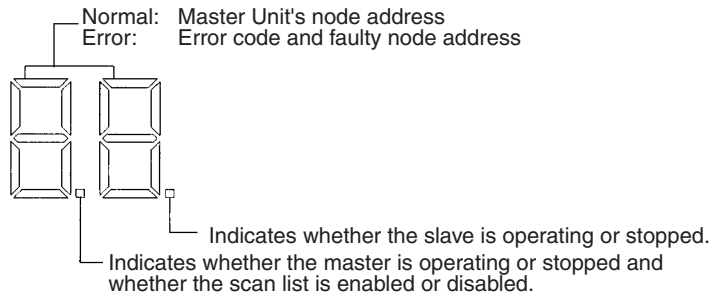 Normal: Master Unit's node address
Error: Error code and faulty node address
Indicates whether the slave is operating or stopped.
Indicates whether the master is operating or stopped and
whether the scan list is enabled or disabled.